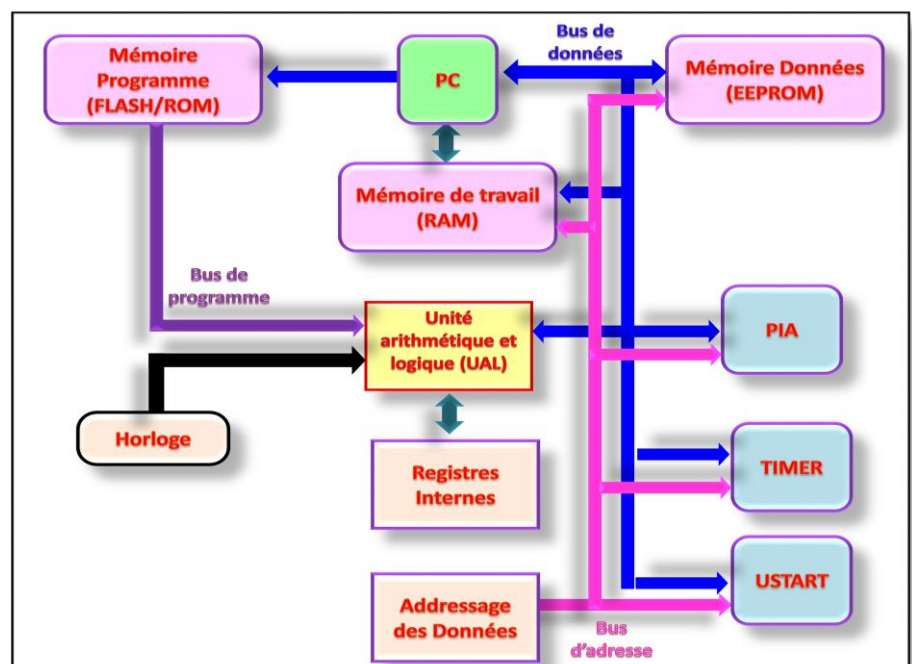 Mémoire
Programme
(FLASH/ROM)
PC
Bus de
données
Mémoire Données
(EEPROM)
Mémoire de travail
(RAM)
Bus de
programme
Unité
arithmétique et
logique (UAL)
PIA
Horloge
Registres
Internes
TIMER
Addressage
des Données
Bus
d'adresse
USTART